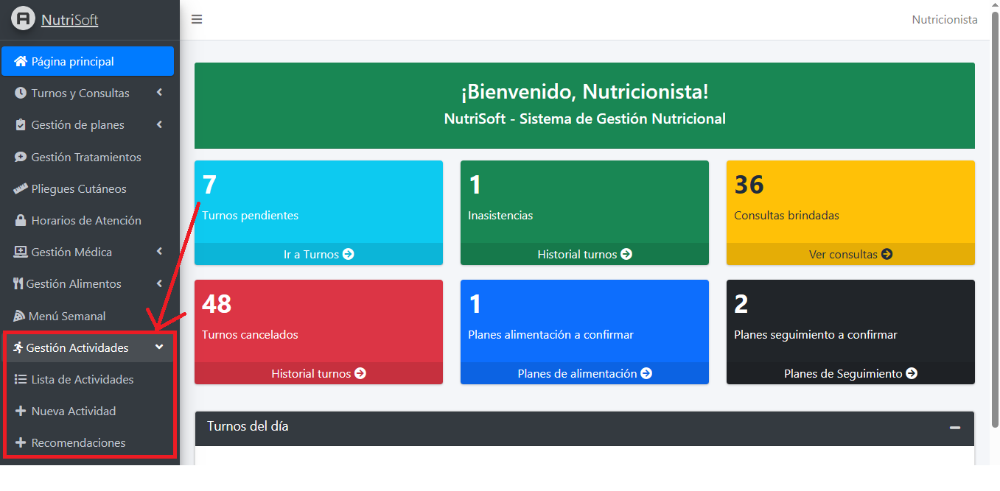 NutriSoft
Nutricionista
Página principal
Turnos y Consultas
Gestión de planes
Gestión Tratamientos
Pliegues Cutáneos
Horarios de Atención
Gestión Médica
Gestión Alimentos
Menú Semanal
Gestión Actividades
Lista de Actividades
Nueva Actividad
Recomendaciones
¡Bienvenido, Nutricionista!
NutriSoft - Sistema de Gestión Nutricional
7
Turnos pendientes
Ir a Turnos
1
Inasistencias
Historial turnos
36
Consultas brindadas
Ver consultas
48
Turnos cancelados
Historial turnos
1
Planes alimentación a confirmar
Planes de alimentación
2
Planes seguimiento a confirmar
Planes de Seguimiento
Turnos del día